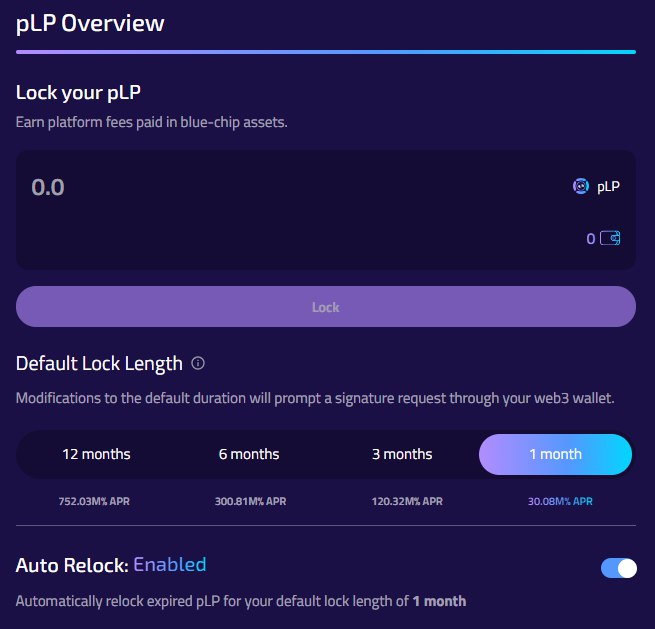 pLP Overview
Lock your pLP
Earn platform fees paid in blue-chip assets.
0.0
pLP
0
Lock
Default Lock Length
Modifications to the default duration will prompt a signature request through your web3 wallet.
12 months 6 months 3 months 1 month
752.03M% APR 300.81M% APR 120.32M% APR 30.08M% APR
Auto Relock: Enabled
Automatically relock expired pLP for your default lock length of 1 month